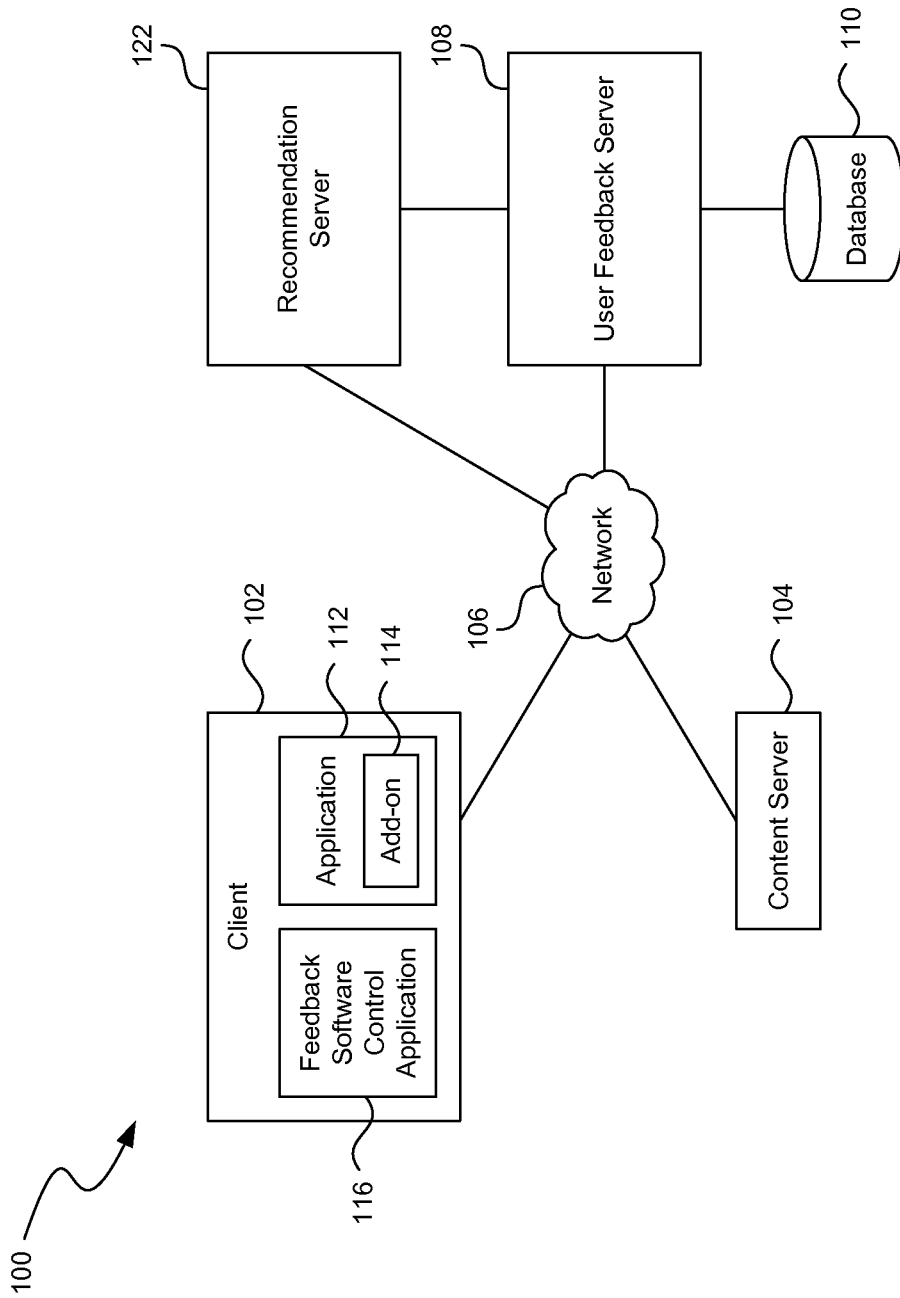 100
Client
102
Feedback
Software
Control
Application
116
Application
112
Add-on
114
106
Network
Content Server
104
Recommendation
Server
122
User Feedback Server
108
Database
110